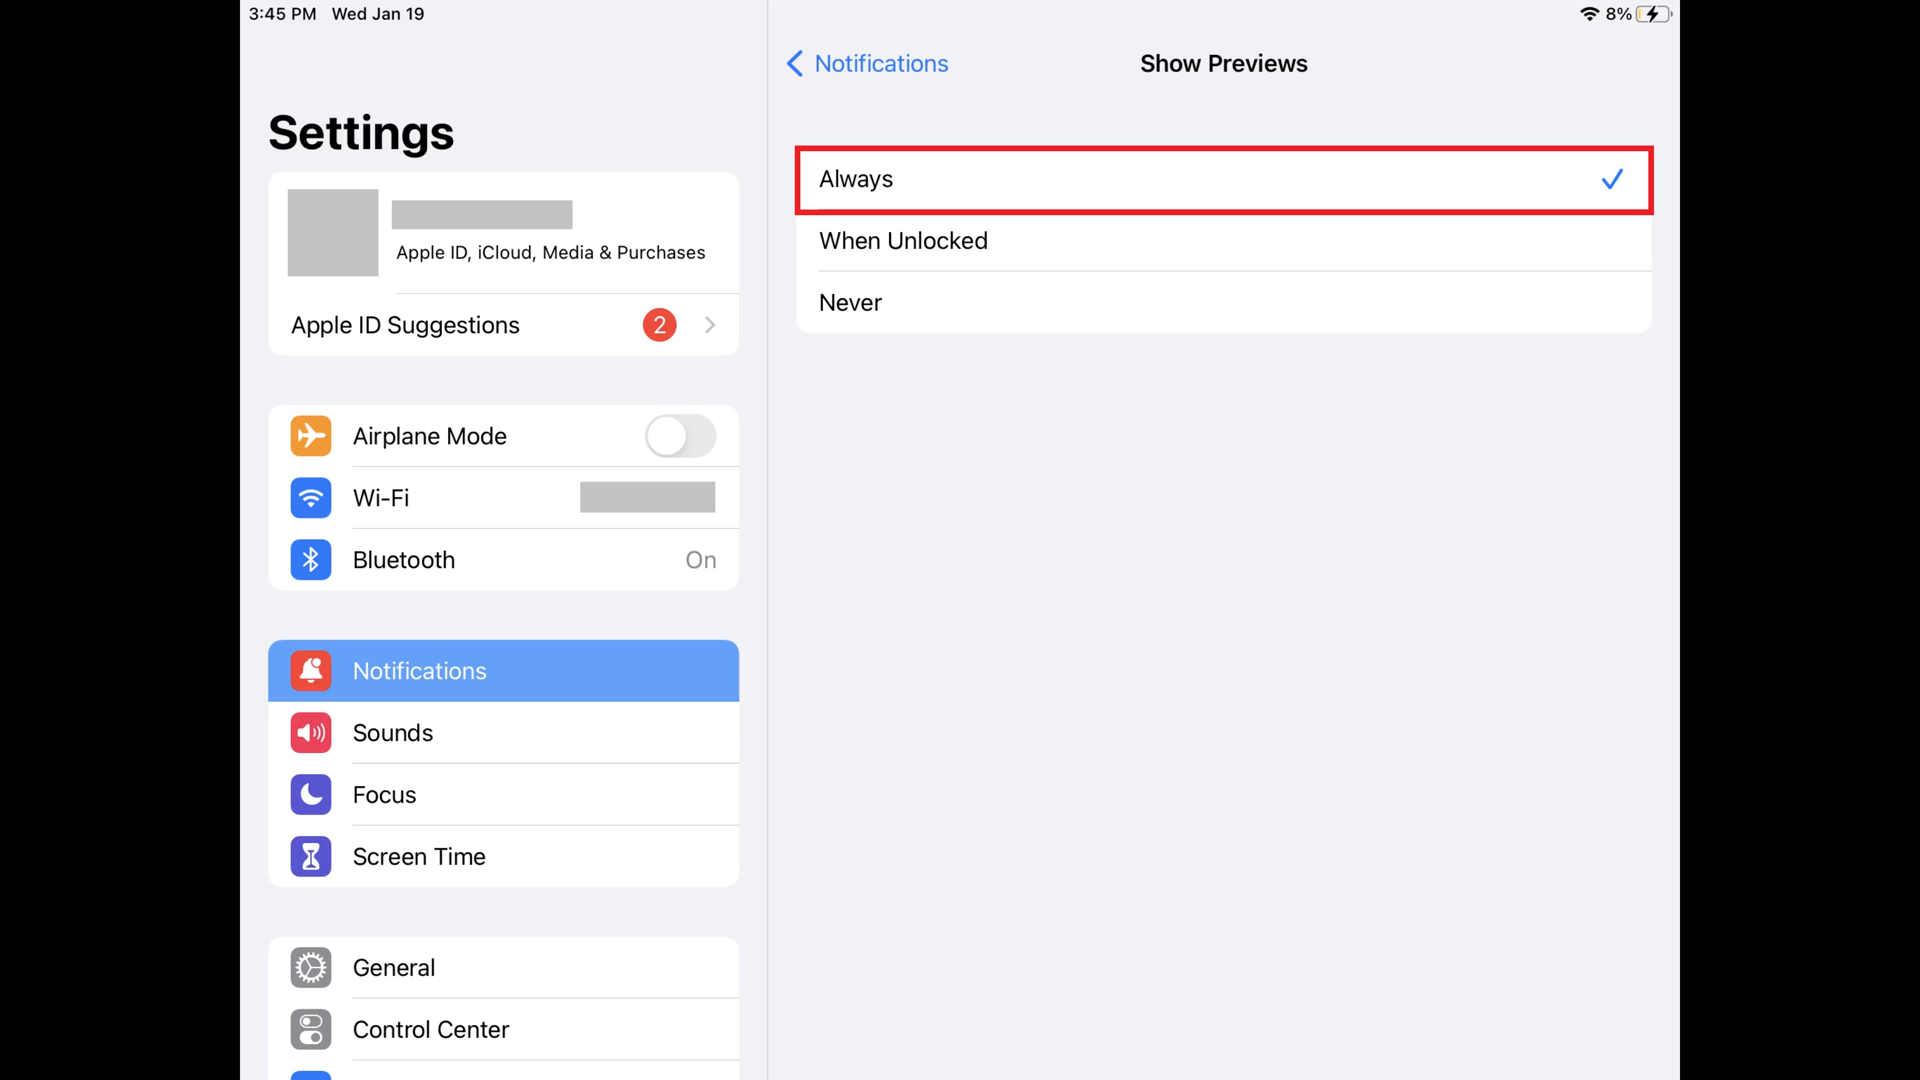 3:45 PM Wed Jan 19
8%
Settings
Apple ID, iCloud, Media & Purchases
Apple ID Suggestions 2
Airplane Mode
Wi-Fi
Bluetooth On
Notifications
Sounds
Focus
Screen Time
General
Control Center
Notifications
Show Previews
Always
When Unlocked
Never